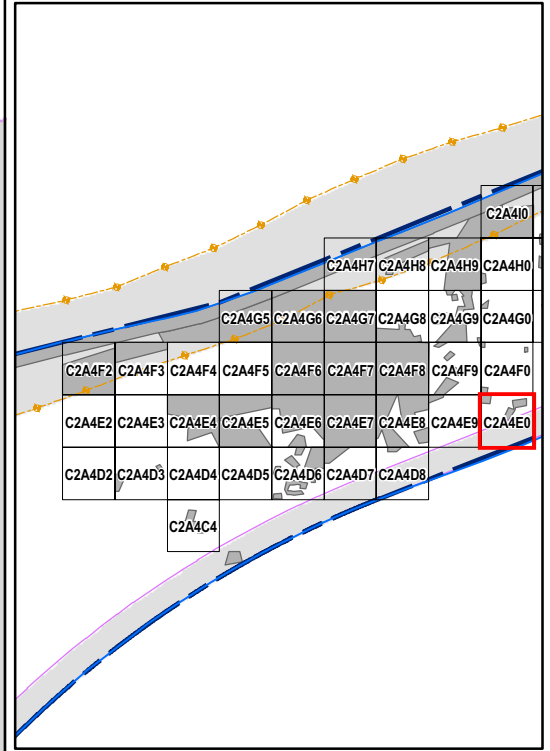 C2A4I0
C2A4H7 C2A4H8 C2A4H9 C2A4H0
C2A4G5 C2A4G6 C2A4G7 C2A4G8 C2A4G9 C2A4G0
C2A4F2 C2A4F3 C2A4F4 C2A4F5 C2A4F6 C2A4F7 C2A4F8 C2A4F9 C2A4F0
C2A4E2 C2A4E3 C2A4E4 C2A4E5 C2A4E6 C2A4E7 C2A4E8 C2A4E9 C2A4E0
C2A4D2 C2A4D3 C2A4D4 C2A4D5 C2A4D6 C2A4D7 C2A4D8
C2A4C4